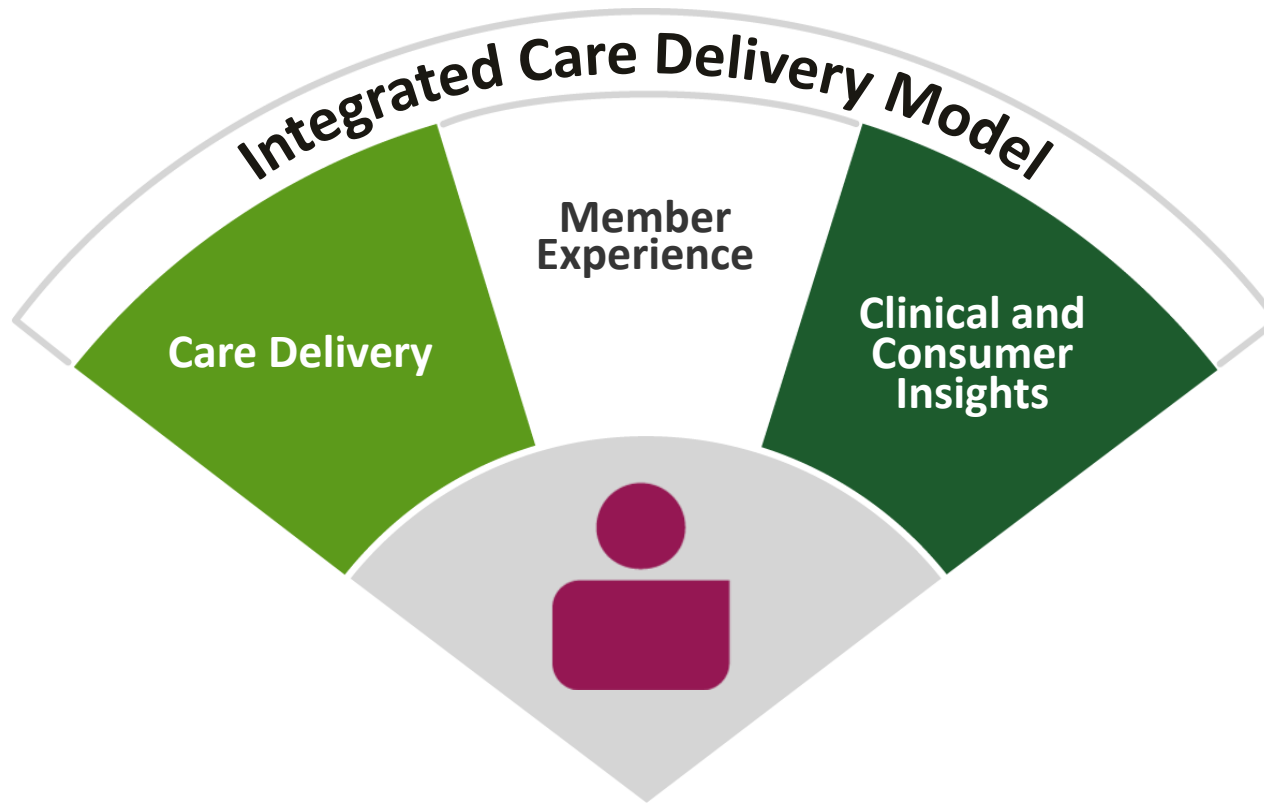 Integrated Care Delivery Model
Member
Experience
Care Delivery
Clinical and
Consumer
Insights